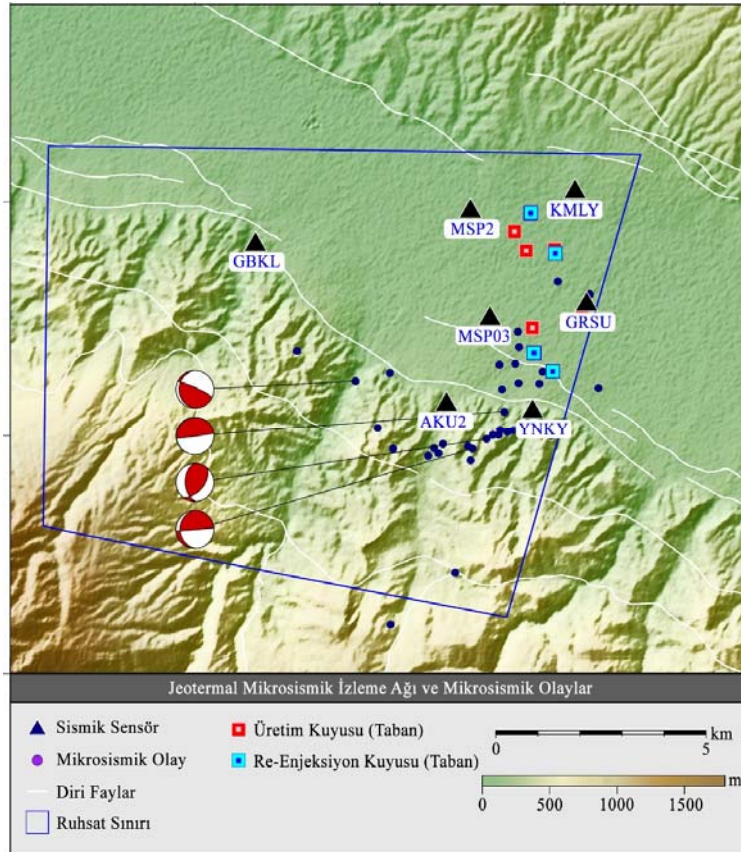 KMLY
MSP2
GBKL
GRSU
MSP03
AKU2
YNKY
Jeotermal Mikrosismik İzleme Ağı ve Mikrosismik Olaylar
Sismik Sensör
Mikrosismik Olay
Diri Faylar
Ruhsat Sınırı
Üretim Kuyusu (Taban)
Re-Enjeksiyon Kuyusu (Taban)
km
0 5
m
0 500 1000 1500